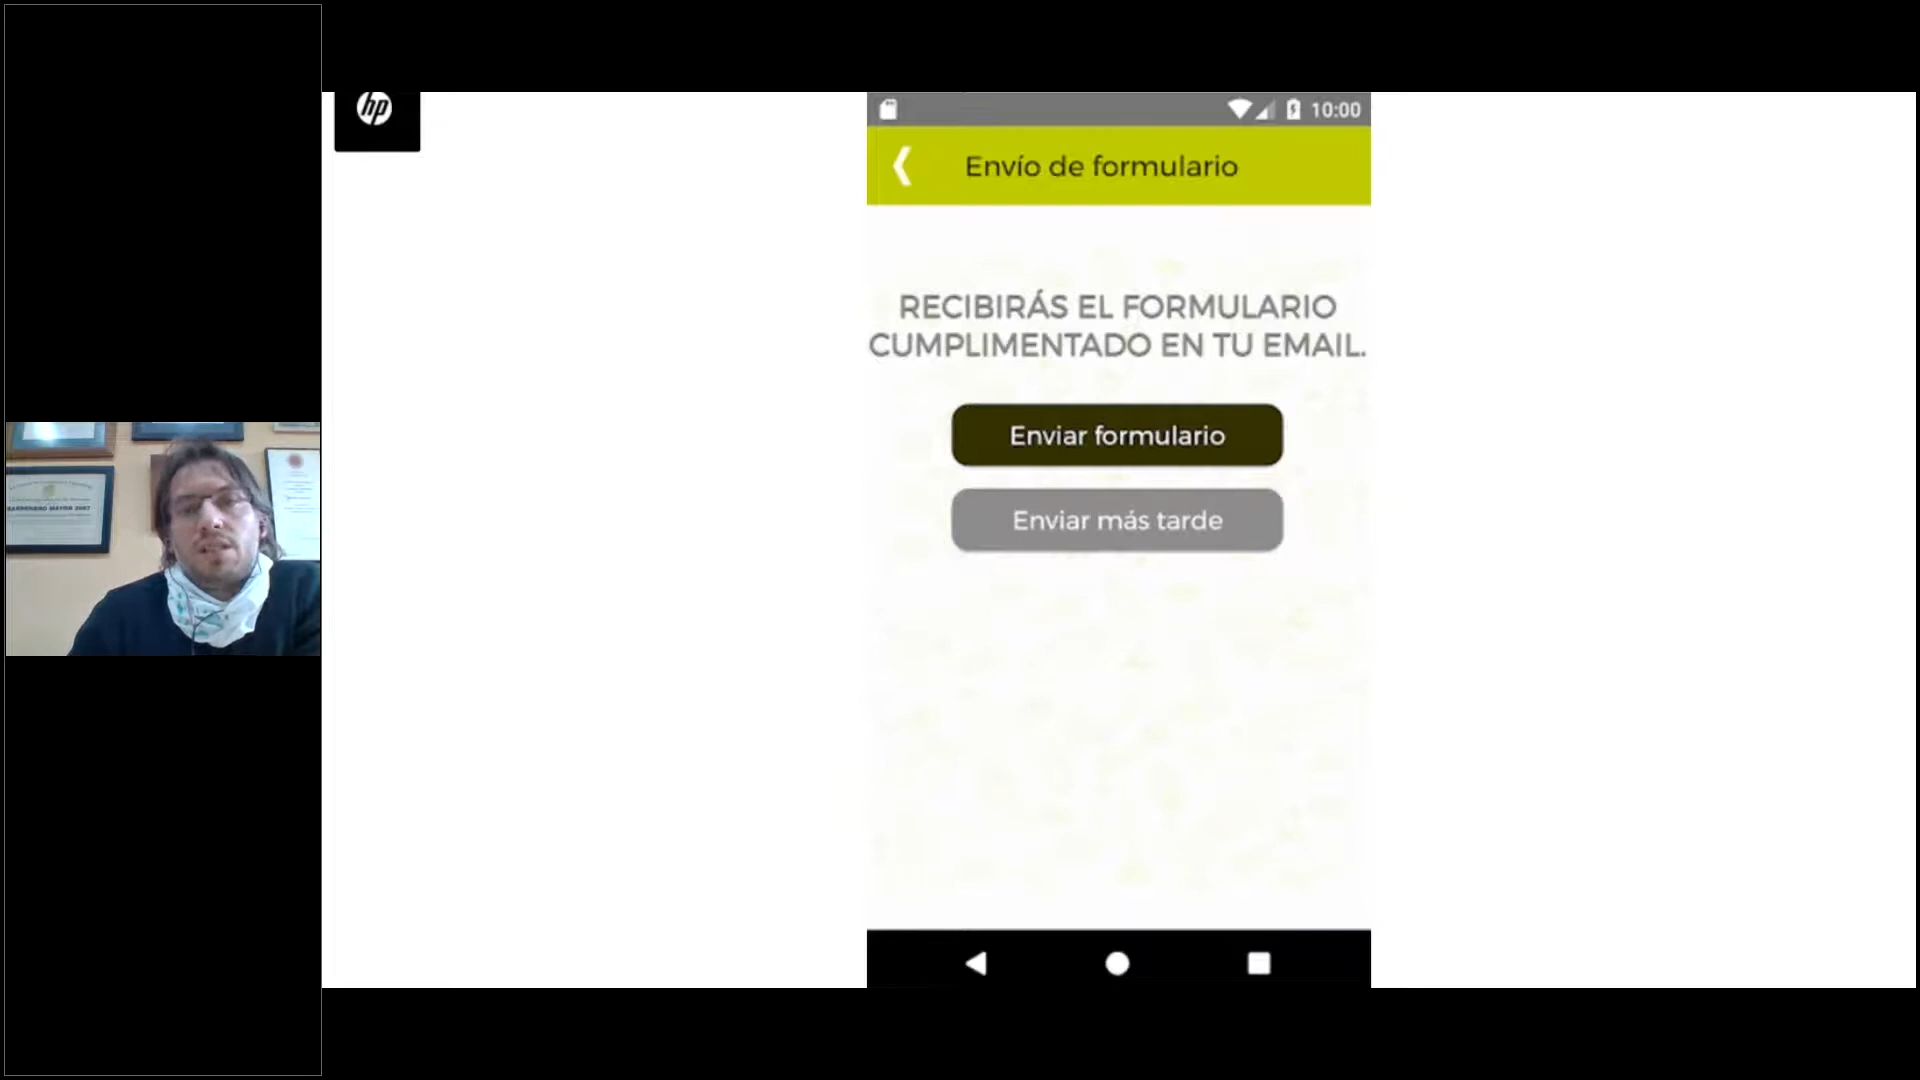 hp
10:00
Envío de formulario
RECIBIRÁS EL FORMULARIO
CUMPLIMENTADO EN TU EMAIL.
Enviar formulario
Enviar más tarde